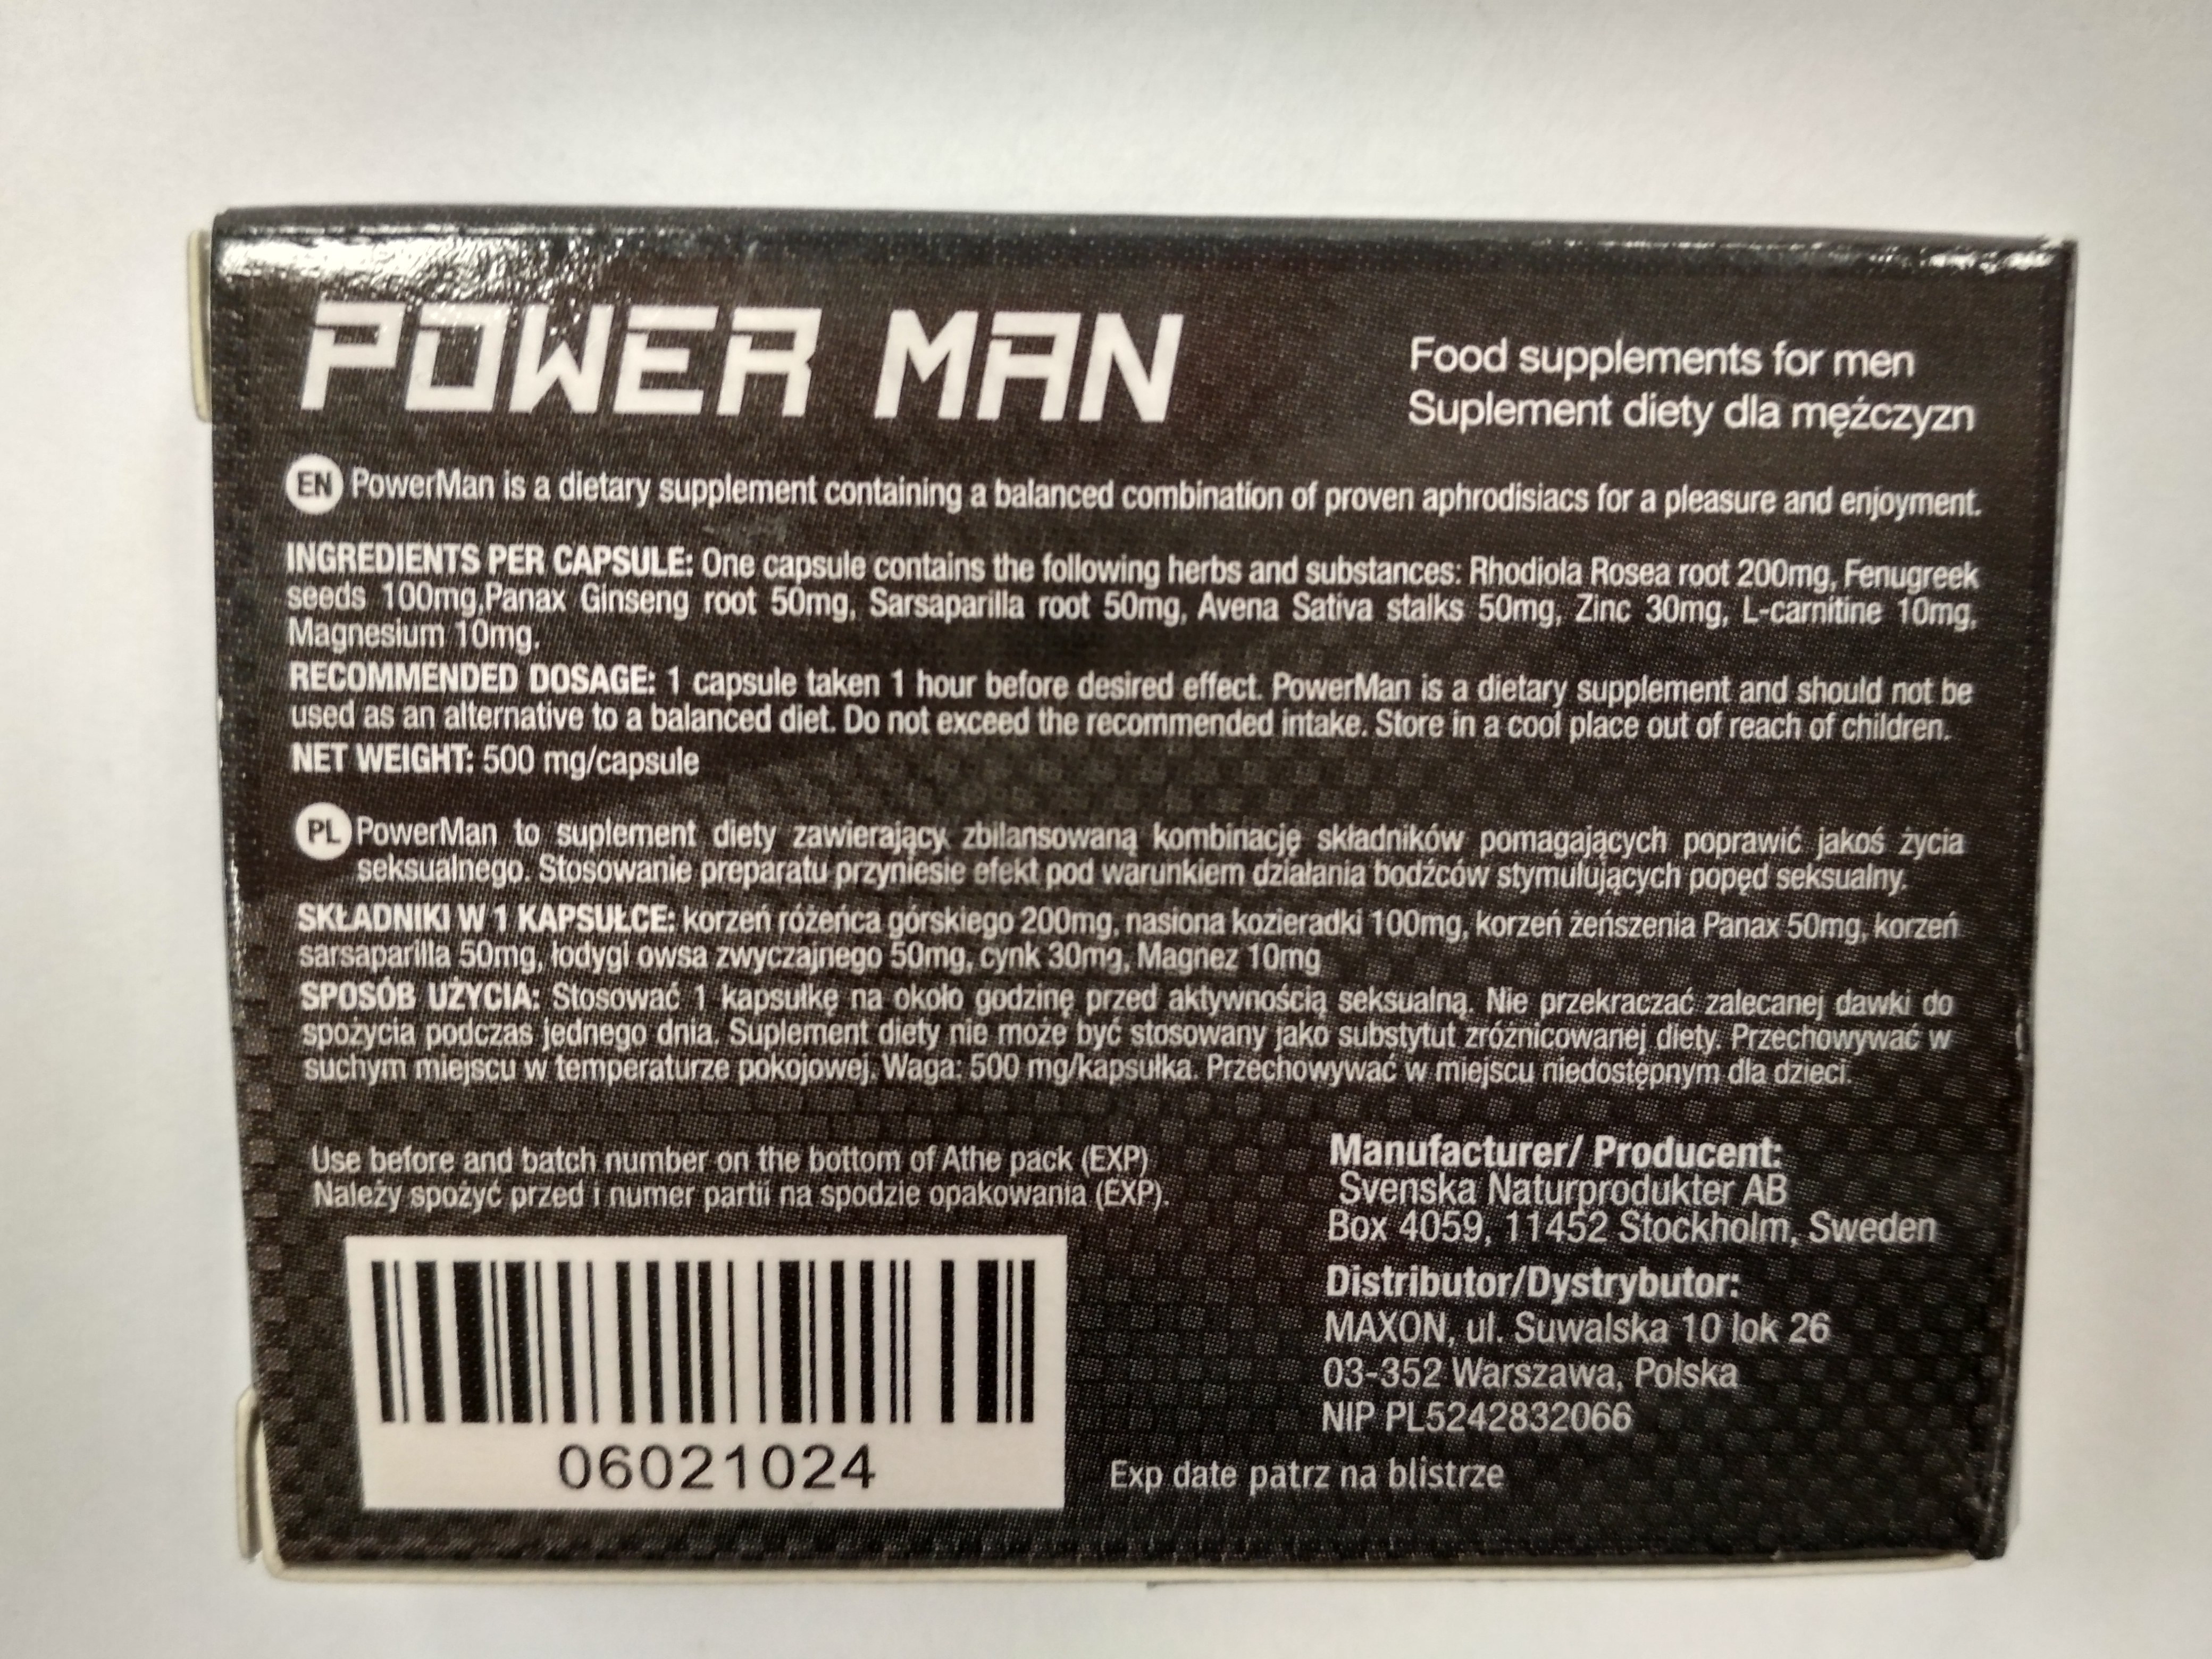 POWER MAN
Food supplements for men
Suplement diety dla mężczyzn
EN PowerMan is a dietary supplement containing a balanced combination of proven aphrodisiacs for a pleasure and enjoyment.
INGREDIENTS PER CAPSULE: One capsule contains the following herbs and substances: Rhodiola Rosea root 200mg, Fenugreek
seeds 100mg,Panax Ginseng root 50mg, Sarsaparilla root 50mg, Avena Sativa stalks 50mg, Zinc 30mg, L-carnitine 10mg,
Magnesium 10mg.
RECOMMENDED DOSAGE: 1 capsule taken 1 hour before desired effect. PowerMan is a dietary supplement and should not be
used as an alternative to a balanced diet. Do not exceed the recommended intake. Store in a cool place out of reach of children.
NET WEIGHT: 500 mg/capsule
PL PowerMan to suplement diety zawierający zbilansowaną kombinację składników pomagających poprawić jakoś życia
seksualnego. Stosowanie preparatu przyniesie efekt pod warunkiem działania bodźców stymulujących popęd seksualny.
SKŁADNIKI W 1 KAPSUŁCE: korzeń różeńca górskiego 200mg, nasiona kozieradki 100mg, korzeń żeńszenia Panax 50mg, korzeń
sarsaparilla 50mg, łodygi owsa zwyczajnego 50mg, cynk 30mg, Magnez 10mg
SPOSÓB UŻYCIA: Stosować 1 kapsułkę na około godzinę przed aktywnością seksualną. Nie przekraczać zalecanej dawki do
spożycia podczas jednego dnia. Suplement diety nie może być stosowany jako substytut zróżnicowanej diety. Przechowywać w
suchym miejscu w temperaturze pokojowej. Waga: 500 mg/kapsułka. Przechowywać w miejscu niedostępnym dla dzieci.
Use before and batch number on the bottom of Athe pack (EXP)
Należy spożyć przed i numer partii na spodzie opakowania (EXP).
06021024
Manufacturer/ Producent:
Svenska Naturprodukter AB
Box 4059, 11452 Stockholm, Sweden
Distributor/Dystrybutor:
MAXON, ul. Suwalska 10 lok 26
03-352 Warszawa, Polska
NIP PL5242832066
Exp date patrz na blistrze